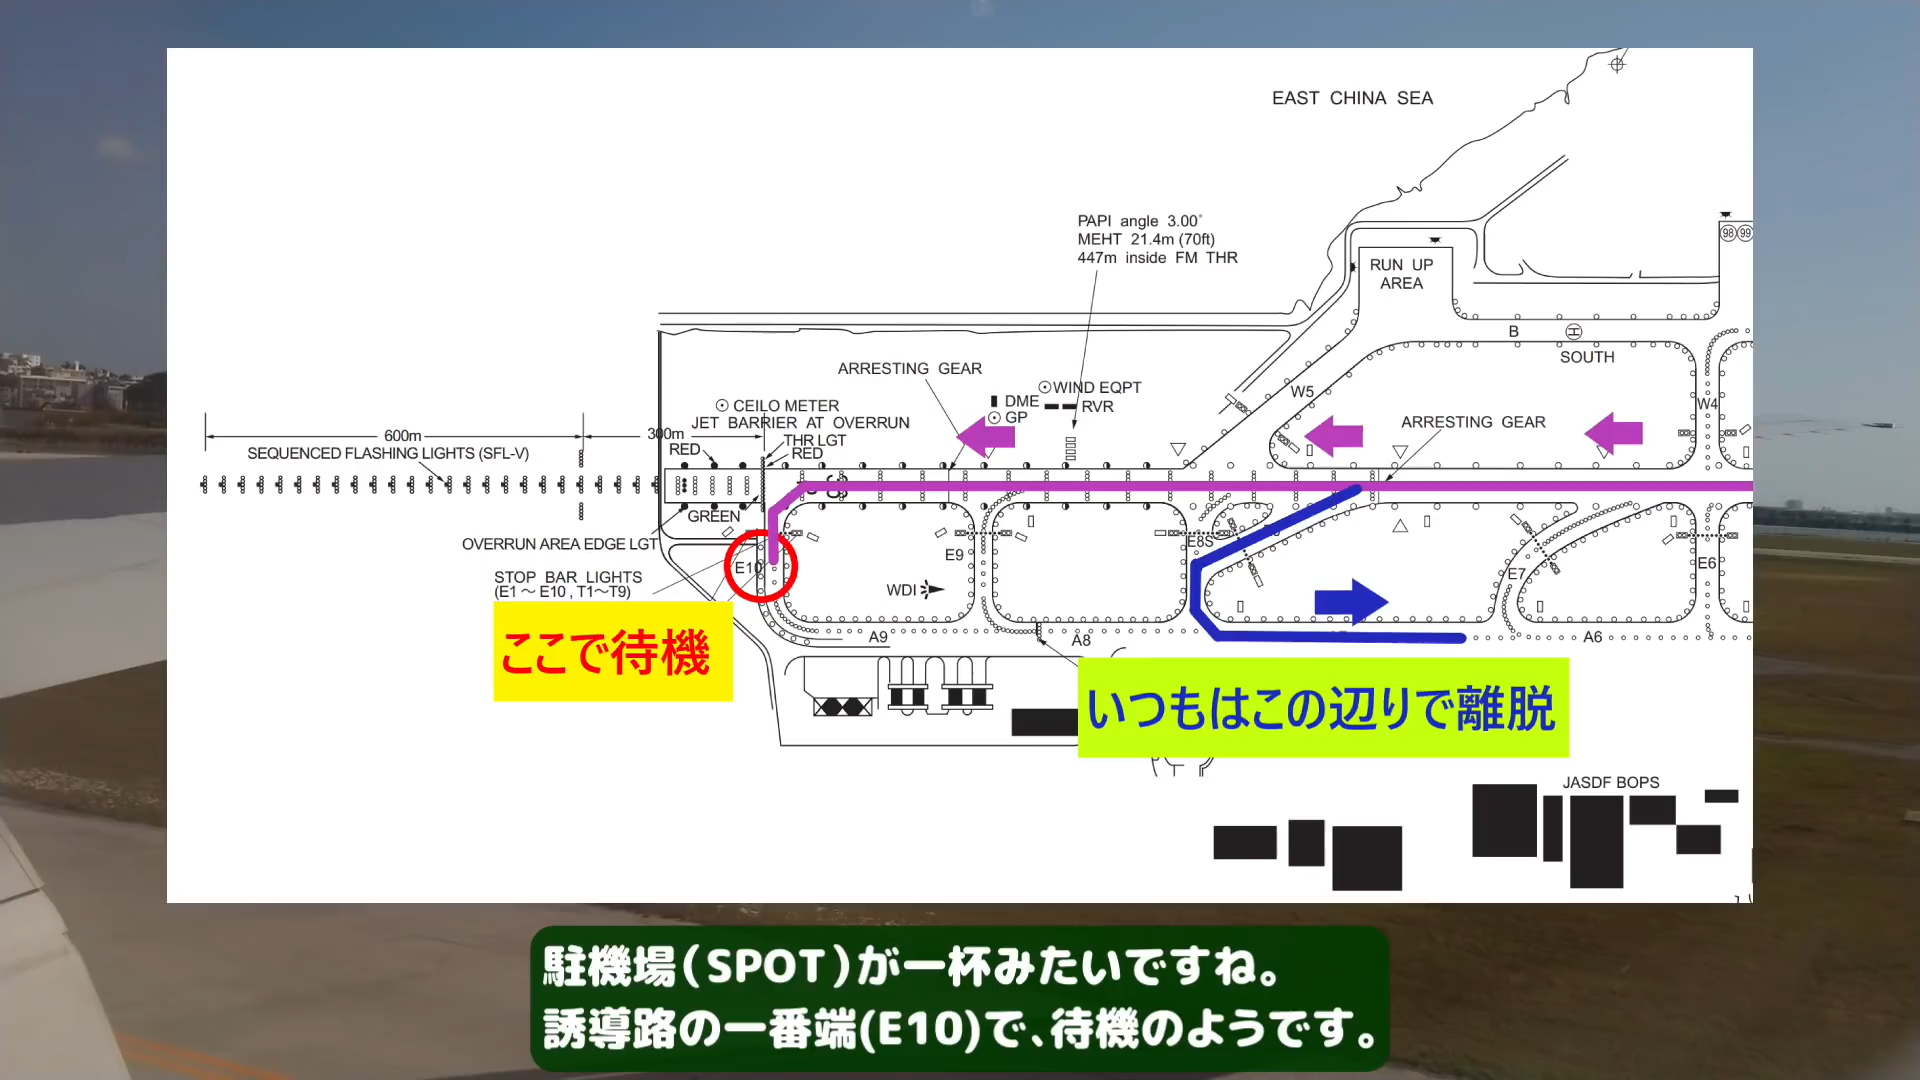 EAST CHINA SEA
98 99
PAPI angle 3.00°
MEHT 21.4m (70ft)
447m inside FM THR
RUN UP
AREA
B
SOUTH
ARRESTING GEAR
WIND EQPT
DME
RVR
GP
W5
W4
CEILO METER
JET BARRIER AT OVERRUN
ARRESTING GEAR
600m
300m
THR LGT
RED
RED
SEQUENCED FLASHING LIGHTS (SFL-V)
GREEN
OVERRUN AREA EDGE LGT
E8S
E9
E10
E7
E6
STOP BAR LIGHTS
(E1～E10 , T1～T9)
WDI
A9
A8
A6
ここで待機
いつもはこの辺りで離脱
JASDF BOPS
駐機場(SPOT)が一杯みたいですね。
誘導路の一番端(E10)で、待機のようです。